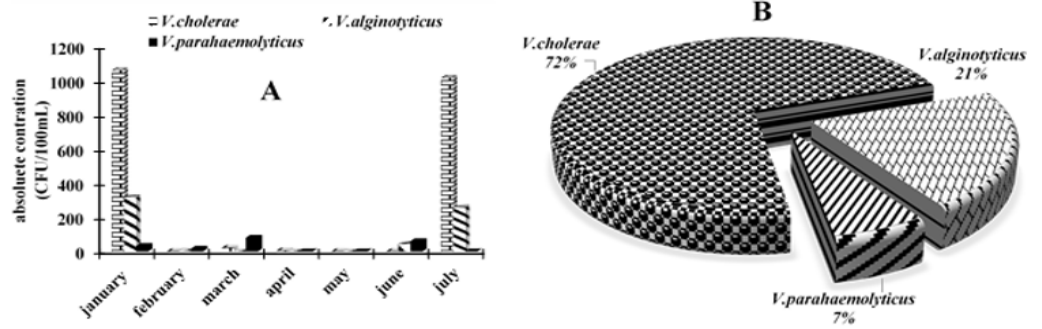 V.cholerae
V.alginotyticus
V.parahaemolyticus
absoluete contration
(CFU/100mL)
1200
1000
800
600
400
200
0
A
january
february
march
april
may
june
july
B
V.cholerae
72%
V.alginotyticus
21%
V.parahaemolyticus
7%